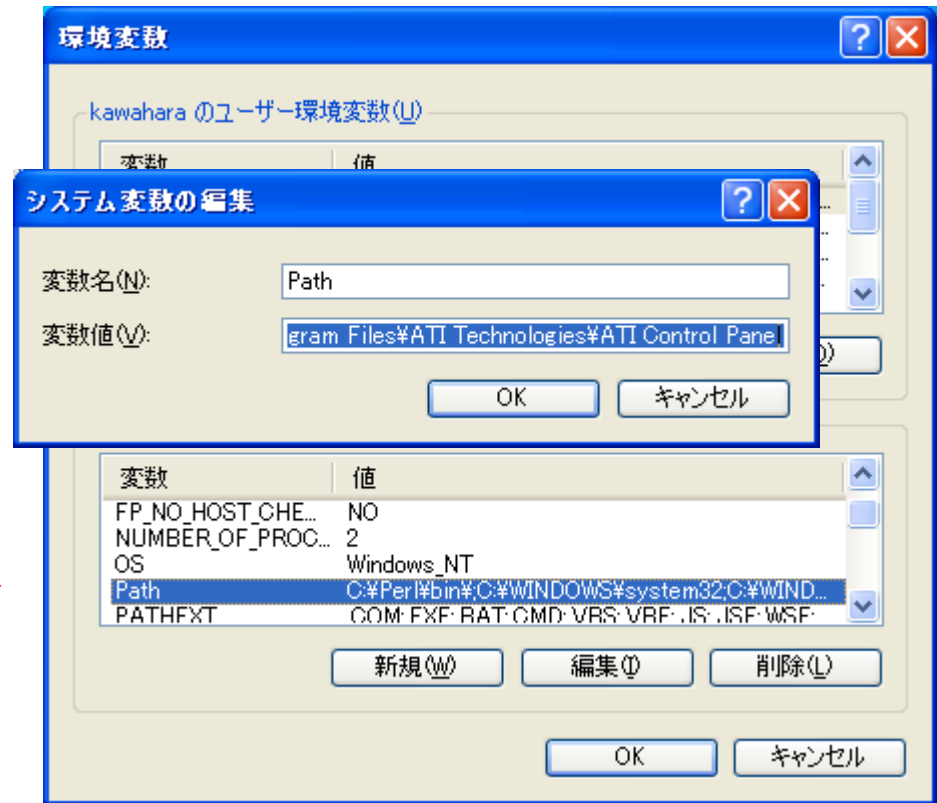 環境変数
kawahara のユーザー環境変数(U)
変数 値
システム変数の編集
...
変数名(N): Path
変数値(V): gram Files¥ATI Technologies¥ATI Control Panel
OK キャンセル
変数 値
FP_NO_HOST_CHE... NO
NUMBER_OF_PROC... 2
OS Windows_NT
Path C:¥Perl¥bin¥;C:¥WINDOWS¥system32;C:¥WIND...
PATHEXT .COM;.EXE;.BAT;.CMD;.VBS;.VBE;.JS;.JSE;.WSF;
新規(W) 編集(I) 削除(L)
OK キャンセル